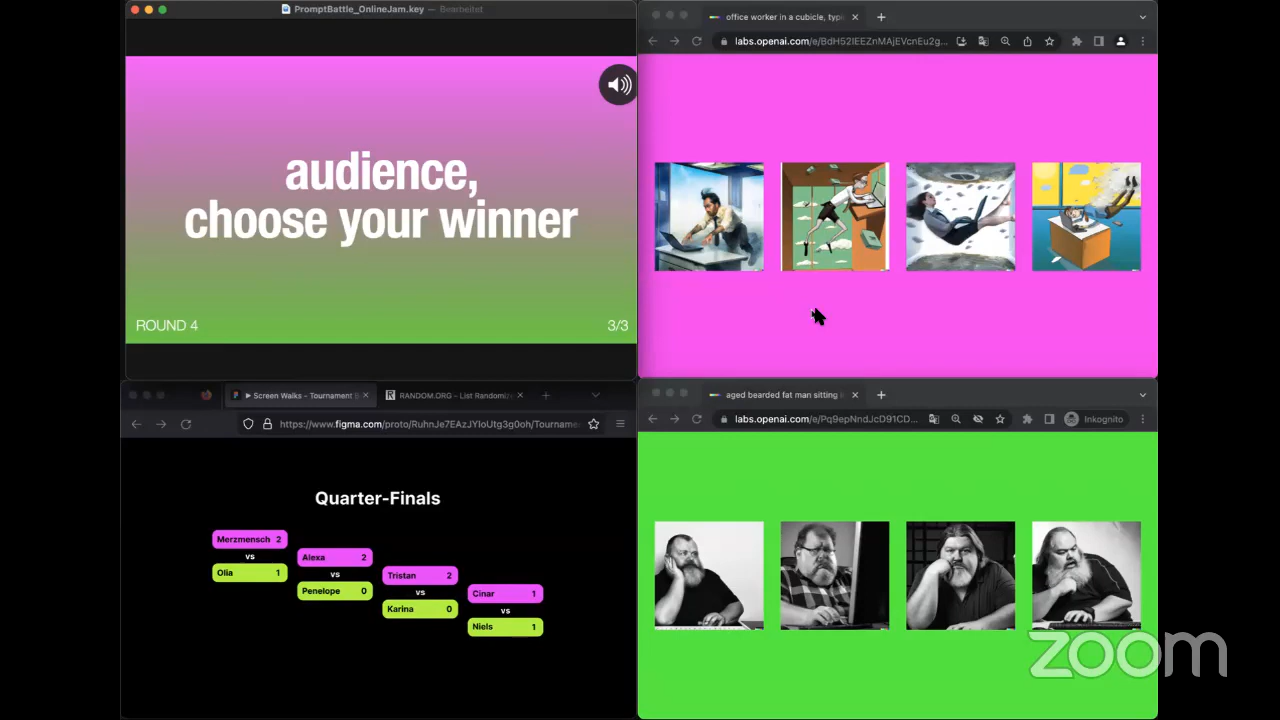 PromptBattle_OnlineJam.key — Bearbeitet
audience,
choose your winner
ROUND 4
3/3
office worker in a cubicle, typi
labs.openai.com/e/BdH52IEEZnMAjEVcnEu2g...
Screen Walks - Tournament
RANDOM.ORG - List Randomize
https://www.figma.com/proto/RuhnJe7EAzJYIoUtg3g0oh/Tourname
Quarter-Finals
Merzmensch 2
vs
Olia 1
Alexa 2
vs
Penelope 0
Tristan 2
vs
Karina 0
Cinar 1
vs
Niels 1
aged bearded fat man sitting
labs.openai.com/e/Pq9epNndJcD91CD...
Inkognito
zoom